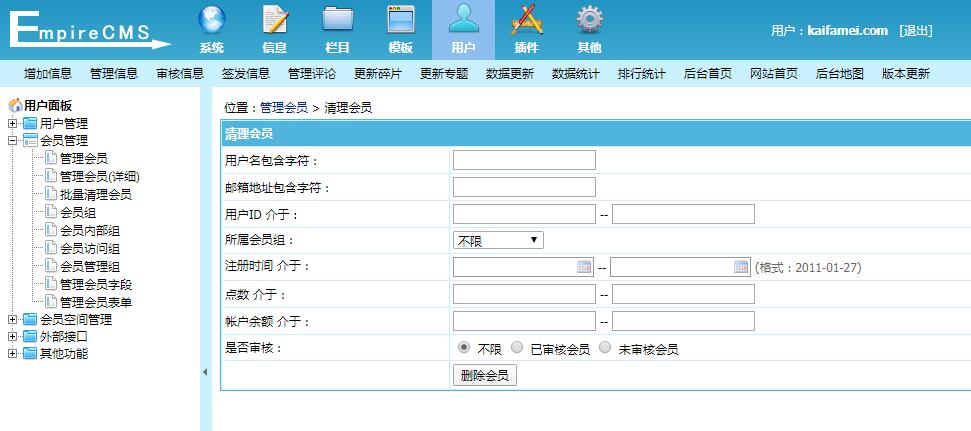 EmpireCMS
系统 信息 栏目 模板 用户 插件 其他
用户：kaifamei.com [退出]
增加信息 管理信息 审核信息 签发信息 管理评论 更新碎片 更新专题 数据更新 数据统计 排行统计 后台首页 网站首页 后台地图 版本更新
用户面板
用户管理
会员管理
管理会员
管理会员(详细)
批量清理会员
会员组
会员内部组
会员访问组
会员管理组
管理会员字段
管理会员表单
会员空间管理
外部接口
其他功能
位置：管理会员 > 清理会员
清理会员
用户名包含字符：
邮箱地址包含字符：
用户ID 介于： --
所属会员组： 不限
注册时间 介于： -- (格式：2011-01-27)
点数 介于： --
帐户余额 介于： --
是否审核： 不限 已审核会员 未审核会员
删除会员